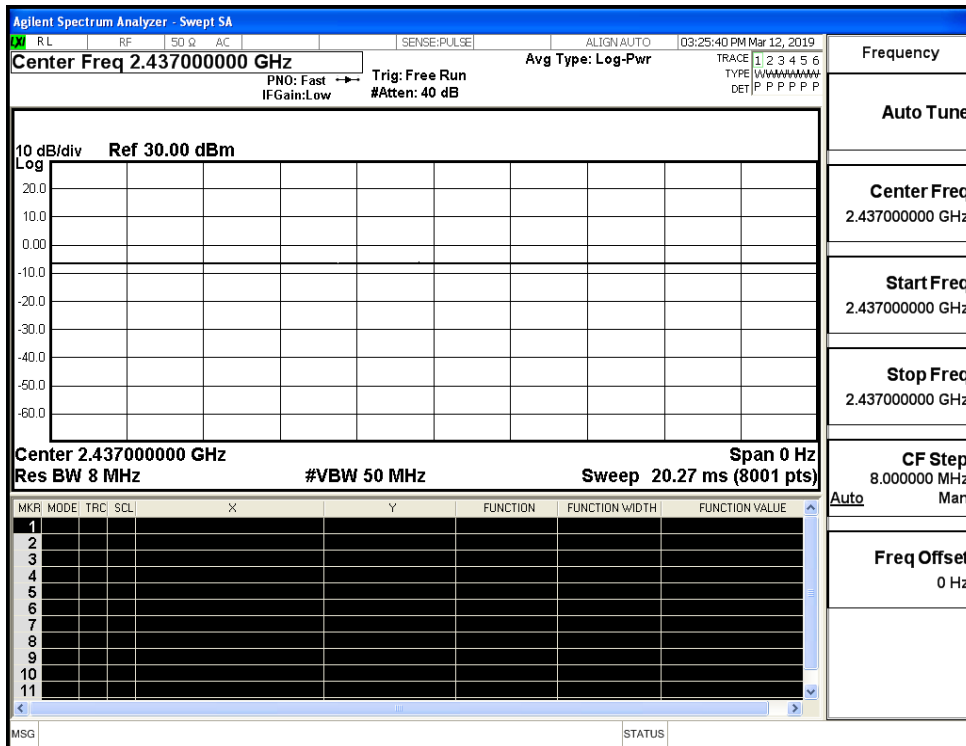 Agilent Spectrum Analyzer - Swept SA
LXI RL RF 50 Ω AC SENSE:PULSE ALIGN AUTO 03:25:40 PM Mar 12, 2019
Center Freq 2.437000000 GHz
PNO: Fast
IFGain:Low
Trig: Free Run
#Atten: 40 dB
Avg Type: Log-Pwr
TRACE 1 2 3 4 5 6
TYPE WWWWWW
DET P P P P P P
10 dB/div Ref 30.00 dBm
Log
20.0
10.0
0.00
-10.0
-20.0
-30.0
-40.0
-50.0
-60.0
Center 2.437000000 GHz Span 0 Hz
Res BW 8 MHz #VBW 50 MHz Sweep 20.27 ms (8001 pts)
MKR MODE TRC SCL X Y FUNCTION FUNCTION WIDTH FUNCTION VALUE
1
2
3
4
5
6
7
8
9
10
11
MSG STATUS
Frequency
Auto Tune
Center Freq
2.437000000 GHz
Start Freq
2.437000000 GHz
Stop Freq
2.437000000 GHz
CF Step
8.000000 MHz
Auto Man
Freq Offset
0 Hz